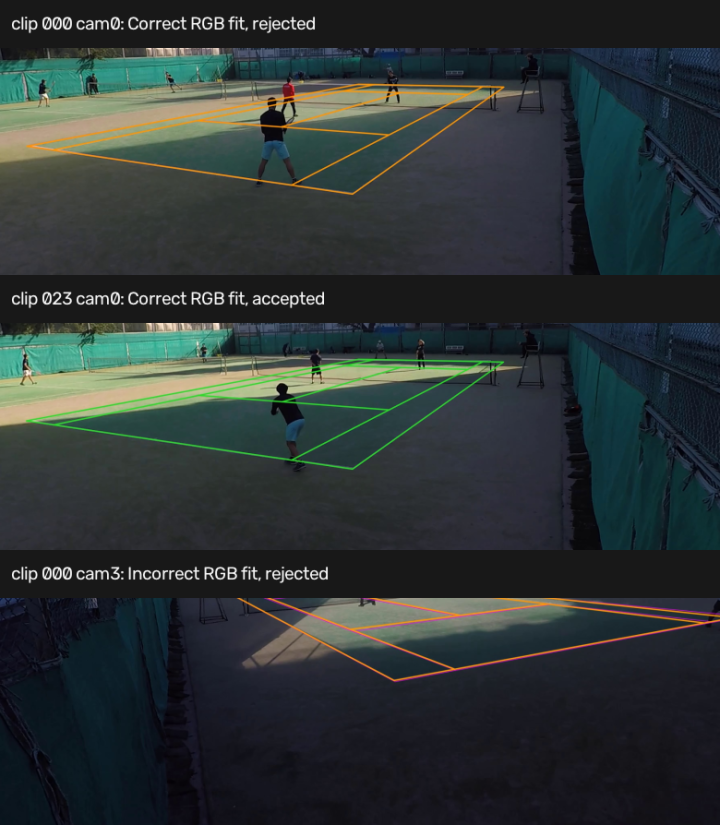 clip 000 cam0: Correct RGB fit, rejected
clip 023 cam0: Correct RGB fit, accepted
clip 000 cam3: Incorrect RGB fit, rejected